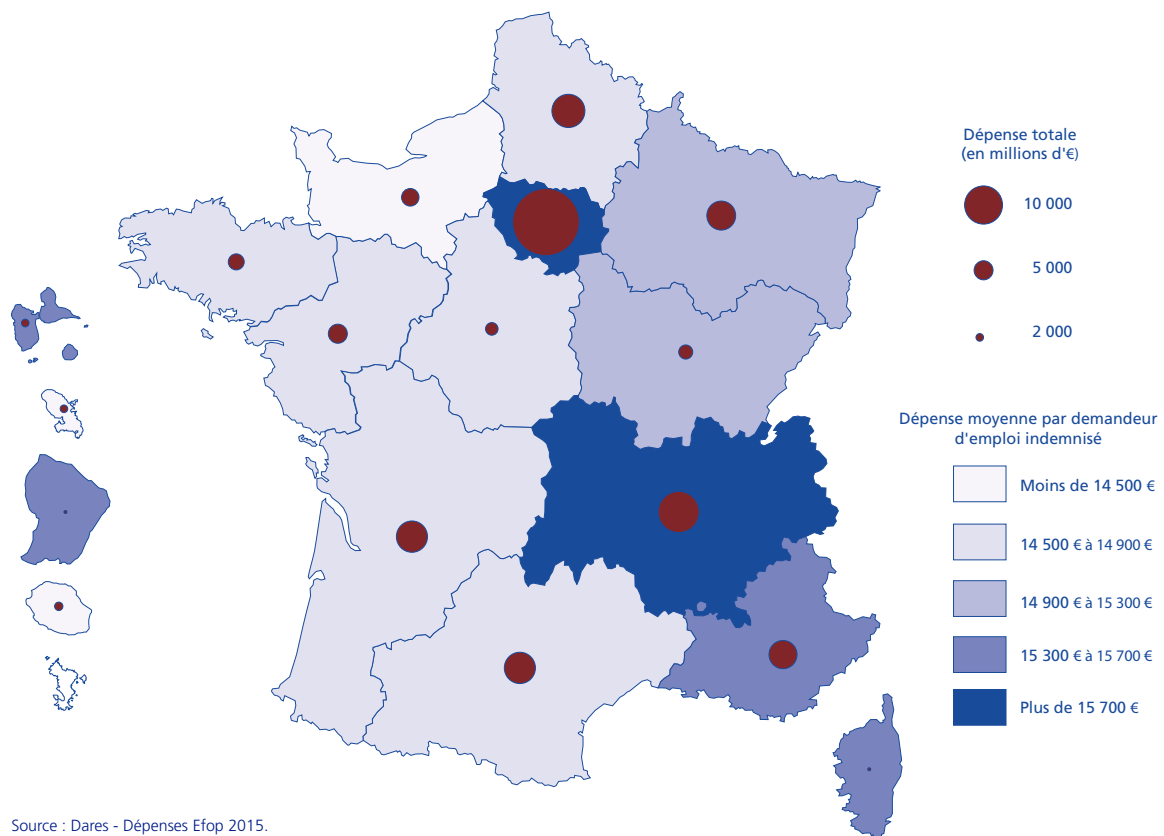 Dépense totale
(en millions d'€)
10 000
5 000
2 000
Dépense moyenne par demandeur
d'emploi indemnisé
Moins de 14 500 €
14 500 € à 14 900 €
14 900 € à 15 300 €
15 300 € à 15 700 €
Plus de 15 700 €
Source : Dares - Dépenses Efop 2015.